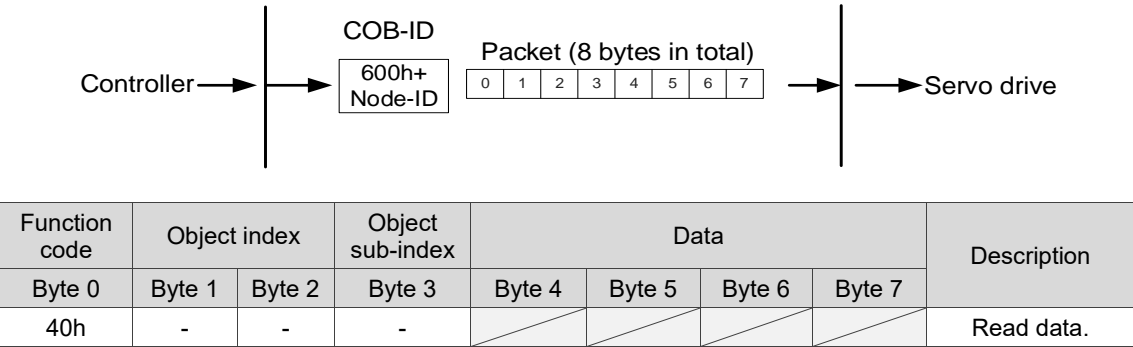 COB-ID
Packet (8 bytes in total)
Controller
600h+
Node-ID
0 1 2 3 4 5 6 7
Servo drive
Function
code
Object index
Object
sub-index
Data
Description
Byte 0 Byte 1 Byte 2 Byte 3 Byte 4 Byte 5 Byte 6 Byte 7
40h - - - Read data.